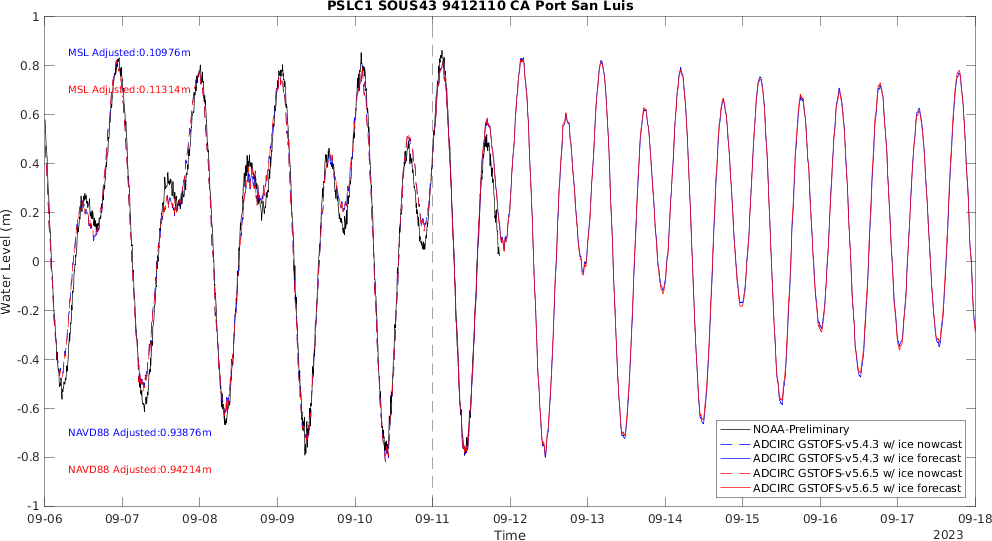 PSLC1 SOUS43 9412110 CA Port San Luis
1
0.8
0.6
0.4
0.2
0
-0.2
-0.4
-0.6
-0.8
-1
Water Level (m)
MSL Adjusted:0.10976m
MSL Adjusted:0.11314m
NAVD88 Adjusted:0.93876m
NAVD88 Adjusted:0.94214m
NOAA-Preliminary
ADCIRC GSTOFS-v5.4.3 w/ ice nowcast
ADCIRC GSTOFS-v5.4.3 w/ ice forecast
ADCIRC GSTOFS-v5.6.5 w/ ice nowcast
ADCIRC GSTOFS-v5.6.5 w/ ice forecast
09-06 09-07 09-08 09-09 09-10 09-11 09-12 09-13 09-14 09-15 09-16 09-17 09-18
Time
2023